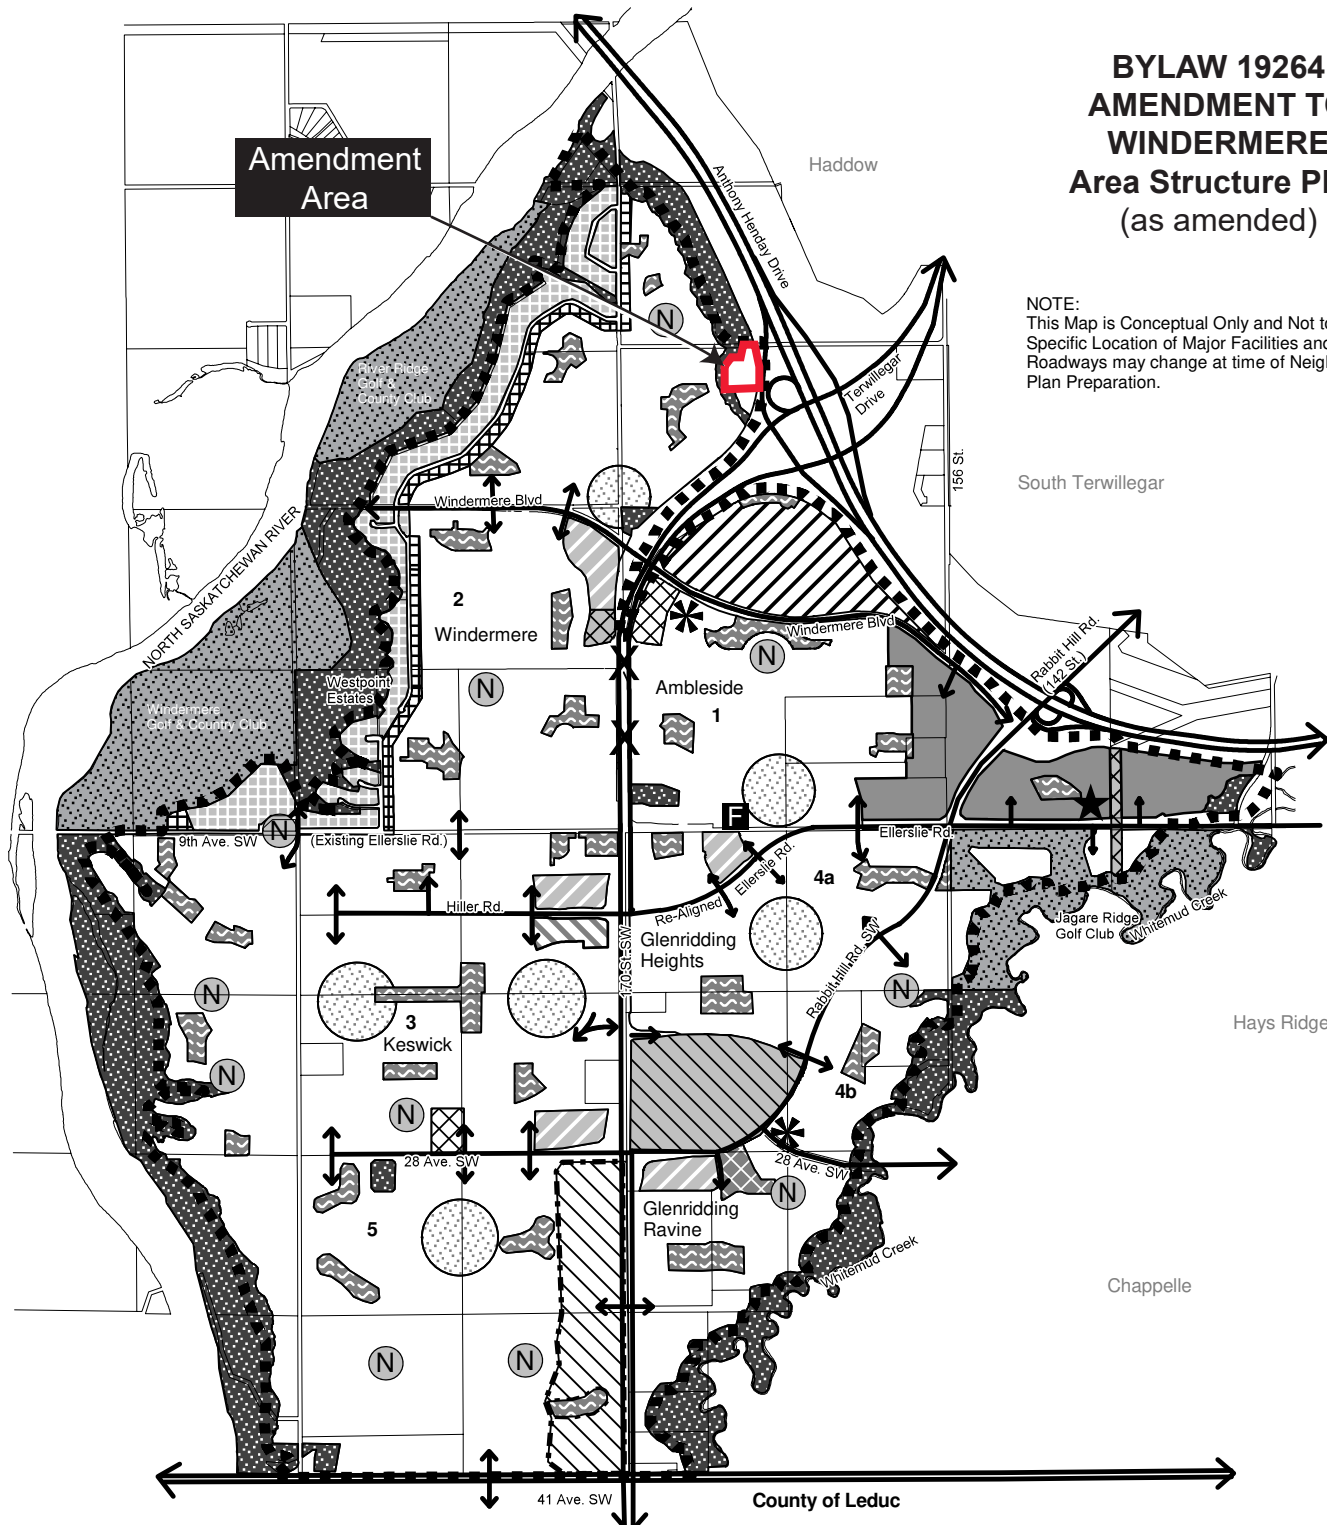 BYLAW 19264
AMENDMENT TO
WINDERMERE
Area Structure Pl
(as amended)
Amendment
Area
Haddow
Anthony Henday Drive
NOTE:
This Map is Conceptual Only and Not to
Specific Location of Major Facilities and
Roadways may change at time of Neigh
Plan Preparation.
N
River Ridge
Golf &
County Club
Terwillegar
Drive
156 St.
South Terwillegar
Windermere Blvd
NORTH SASKATCHEWAN RIVER
2
Windermere
Windermere Blvd
N
Rabbit Hill Rd.
(142 St.)
Westpoint
Estates
N
Ambleside
1
Windermere
Golf & Country Club
F
N
9th Ave. SW
(Existing Ellerslie Rd.)
Ellerslie Rd.
Re-Aligned Ellerslie Rd.
4a
Hiller Rd.
Jagare Ridge
Golf Club
Whitemud Creek
Glenridding
Heights
170 St. SW
Rabbit Hill Rd. SW
N
N
3
Keswick
Hays Ridge
N
4b
N
28 Ave. SW
28 Ave. SW
N
Glenridding
Ravine
5
Whitemud Creek
Chappelle
N
N
41 Ave. SW
County of Leduc